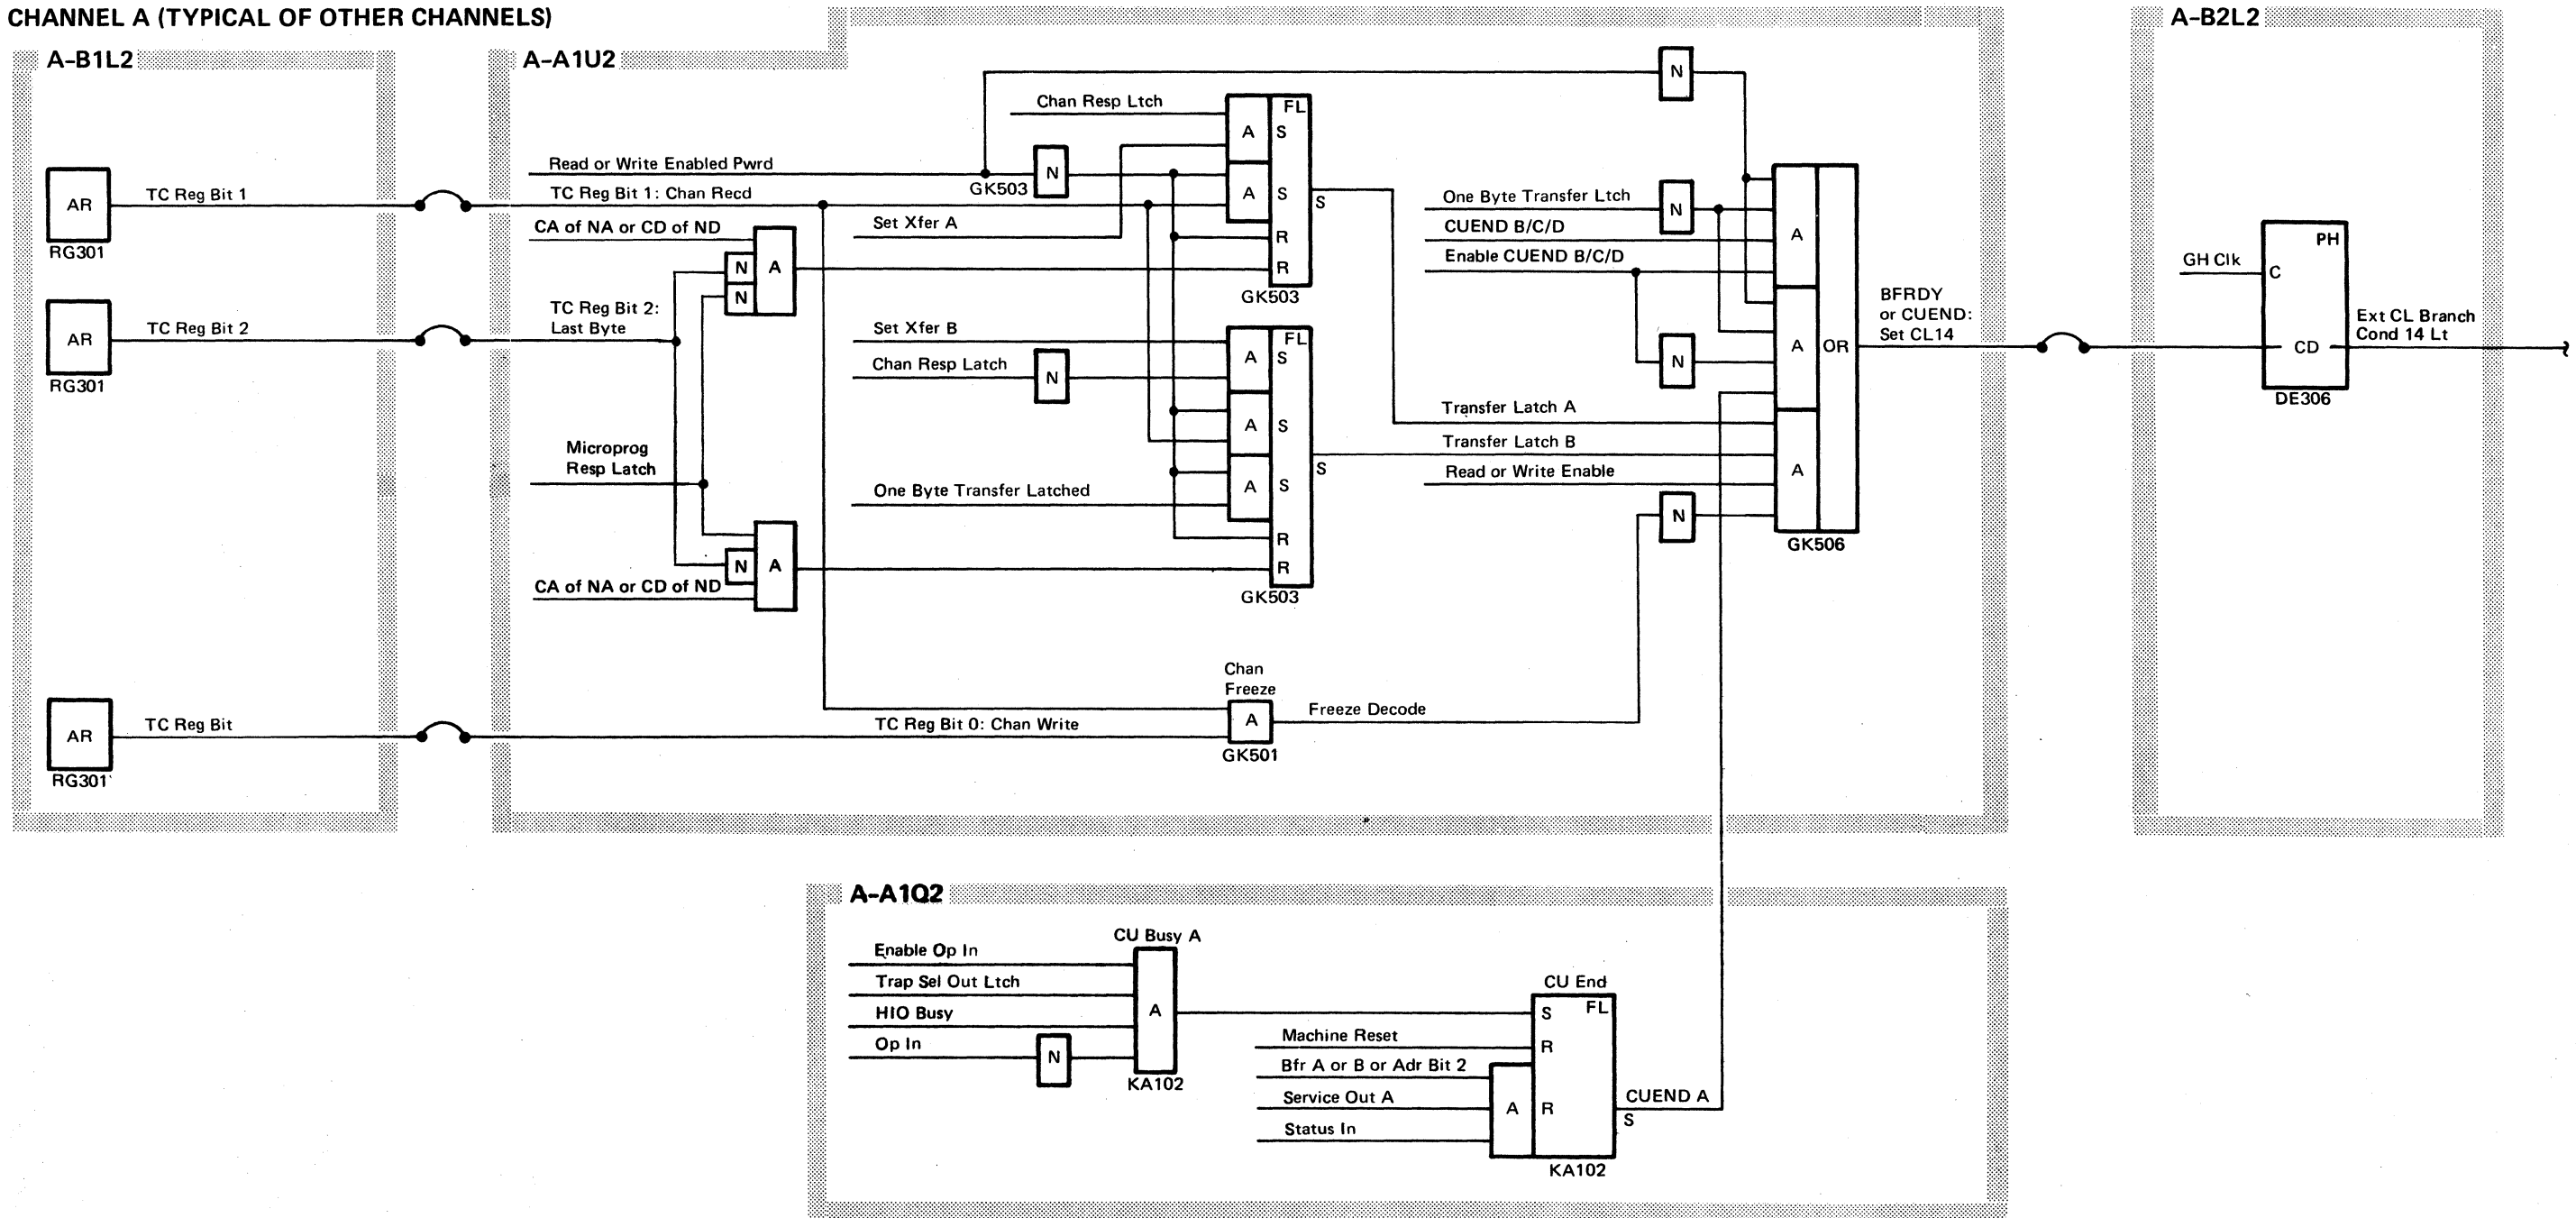 CHANNEL A (TYPICAL OF OTHER CHANNELS)
A-B1L2
AR
RG301
TC Reg Bit 1
AR
RG301
TC Reg Bit 2
AR
RG301
TC Reg Bit
A-A1U2
Read or Write Enabled Pwrd
TC Reg Bit 1: Chan Recd
CA of NA or CD of ND
N
N
A
TC Reg Bit 2:
Last Byte
Microprog
Resp Latch
N
A
CA of NA or CD of ND
GK503
N
Chan Resp Ltch
Set Xfer A
A
A
FL
S
S
R
R
S
GK503
Set Xfer B
Chan Resp Latch
N
One Byte Transfer Latched
A
A
A
FL
S
S
S
R
R
S
GK503
Chan
Freeze
A
GK501
TC Reg Bit 0: Chan Write
Freeze Decode
N
One Byte Transfer Ltch
N
CUEND B/C/D
Enable CUEND B/C/D
N
Transfer Latch A
Transfer Latch B
Read or Write Enable
N
A
A
A
OR
GK506
BFRDY
or CUEND:
Set CL14
A-B2L2
GH Clk
C
PH
CD
DE306
Ext CL Branch
Cond 14 Lt
A-A1Q2
CU Busy A
Enable Op In
Trap Sel Out Ltch
HIO Busy
Op In
N
A
KA102
CU End
Machine Reset
Bfr A or B or Adr Bit 2
Service Out A
Status In
A
S
FL
R
R
KA102
CUEND A
S